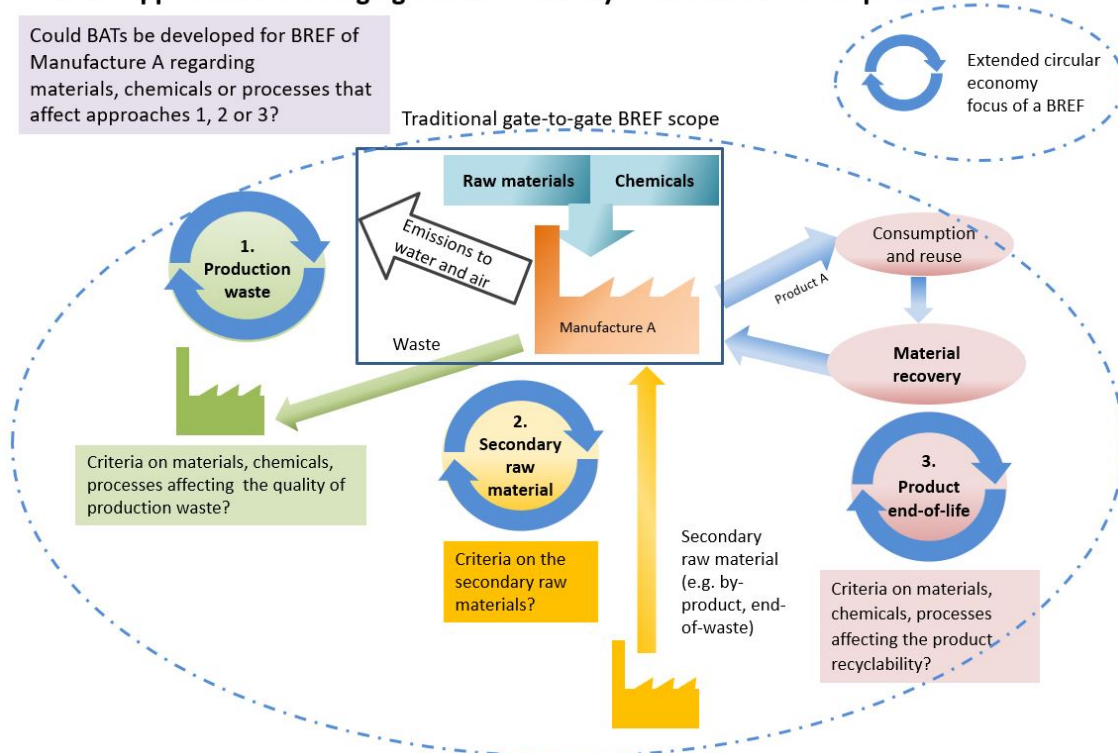 Could BATs be developed for BREF of
Manufacture A regarding
materials, chemicals or processes that
affect approaches 1, 2 or 3?
Extended circular
economy
focus of a BREF
Traditional gate-to-gate BREF scope
Raw materials
Chemicals
Emissions to
water and air
1.
Production
waste
Consumption
and reuse
Product A
Manufacture A
Waste
Material
recovery
2.
Secondary
raw
material
3.
Product
end-of-life
Criteria on materials, chemicals,
processes affecting the quality of
production waste?
Criteria on the
secondary raw
materials?
Secondary
raw material
(e.g. by-
product, end-
of-waste)
Criteria on materials,
chemicals, processes
affecting the product
recyclability?